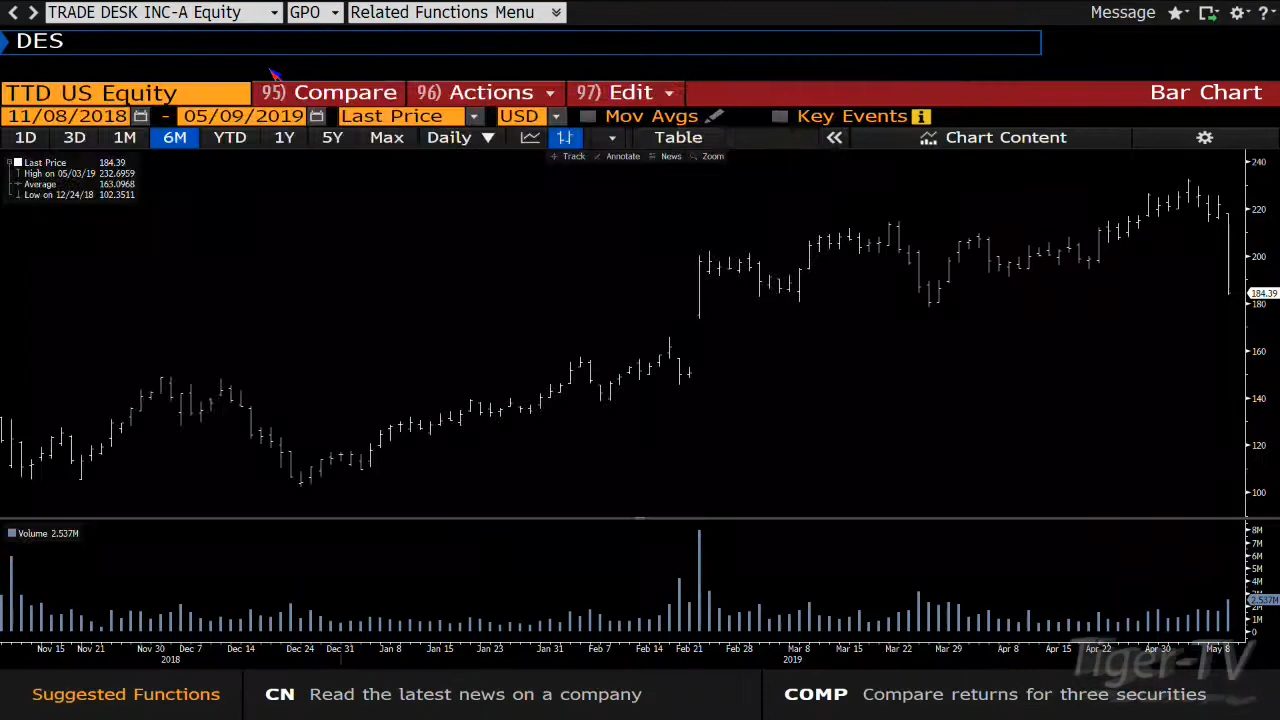 TRADE DESK INC-A Equity GPO Related Functions Menu Message ?
DES
TTD US Equity 95) Compare 96) Actions 97) Edit Bar Chart
11/08/2018 - 05/09/2019 Last Price USD Mov Avgs Key Events i
1D 3D 1M 6M YTD 1Y 5Y Max Daily ▼ Table « Chart Content
Track Annotate News Zoom
Last Price 184.39
High on 05/03/19 232.6959
Average 163.0968
Low on 12/24/18 102.3511
240
220
200
184.39
180
160
140
120
100
Volume 2.537M
8M
7M
6M
5M
4M
3M
2.537M
2M
1M
0
Nov 15 Nov 21 Nov 30 Dec 7 Dec 14 Dec 24 Dec 31 Jan 8 Jan 15 Jan 23 Jan 31 Feb 7 Feb 14 Feb 21 Feb 28 Mar 8 Mar 15 Mar 22 Mar 29 Apr 8 Apr 15 Apr 22 Apr 30 May 8
2018 2019
Tiger-TV
Suggested Functions CN Read the latest news on a company COMP Compare returns for three securities